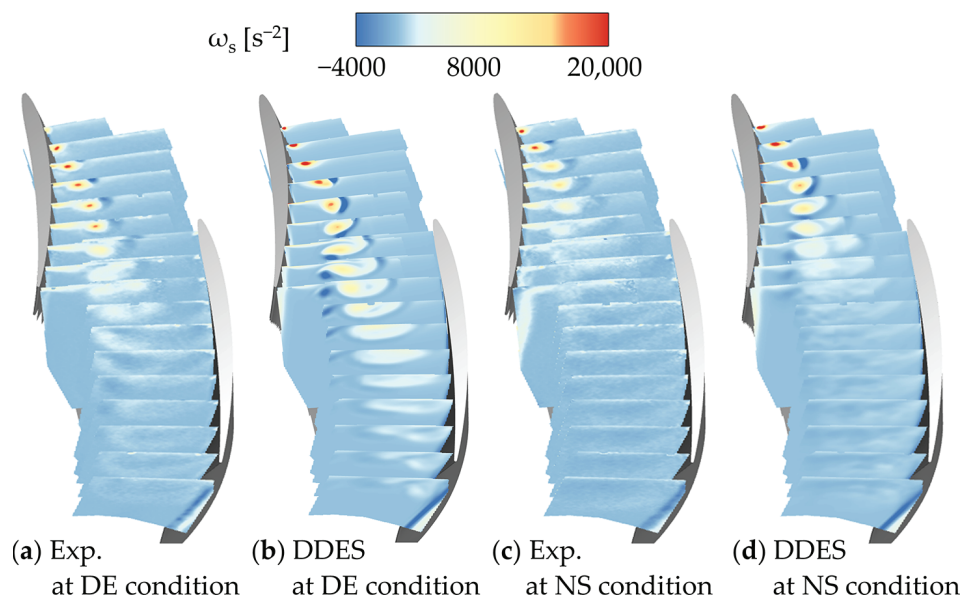 ωs [s⁻²]
−4000 8000 20,000
(a) Exp. (b) DDES (c) Exp. (d) DDES
at DE condition at DE condition at NS condition at NS condition